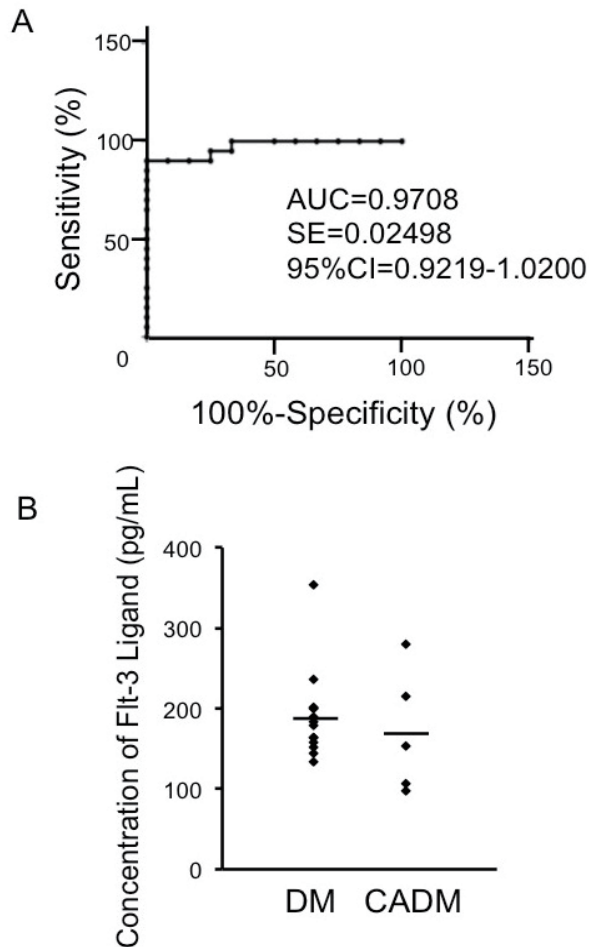 A
150
100
50
0
Sensitivity (%)
AUC=0.9708
SE=0.02498
95%CI=0.9219-1.0200
50
100
150
100%-Specificity (%)
B
Concentration of Flt-3 Ligand (pg/mL)
400
300
200
100
0
DM CADM